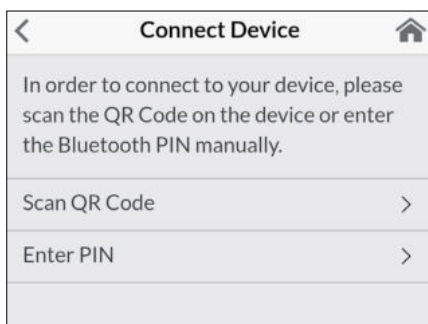 Connect Device
In order to connect to your device, please
scan the QR Code on the device or enter
the Bluetooth PIN manually.
Scan QR Code
Enter PIN